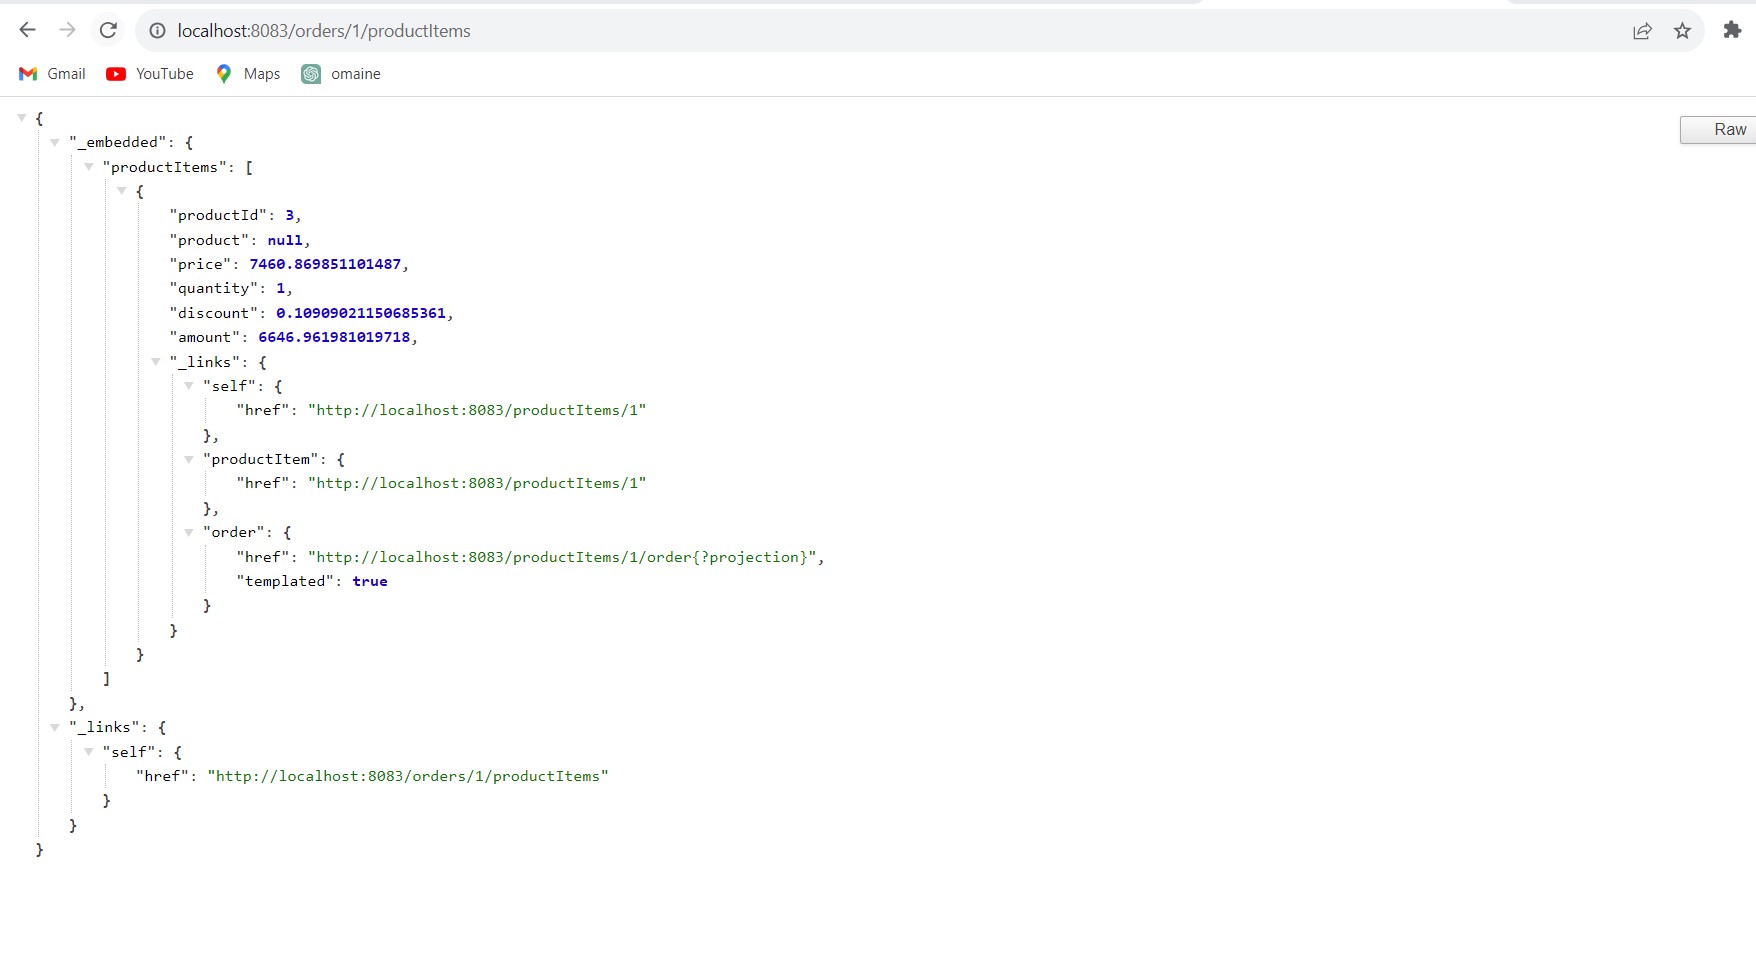 localhost:8083/orders/1/productItems
Gmail YouTube Maps omaine
{
Raw
"_embedded": {
"productItems": [
{
"productId": 3,
"product": null,
"price": 7460.869851101487,
"quantity": 1,
"discount": 0.10909021150685361,
"amount": 6646.961981019718,
"_links": {
"self": {
"href": "http://localhost:8083/productItems/1"
},
"productItem": {
"href": "http://localhost:8083/productItems/1"
},
"order": {
"href": "http://localhost:8083/productItems/1/order{?projection}",
"templated": true
}
}
}
]
},
"_links": {
"self": {
"href": "http://localhost:8083/orders/1/productItems"
}
}
}